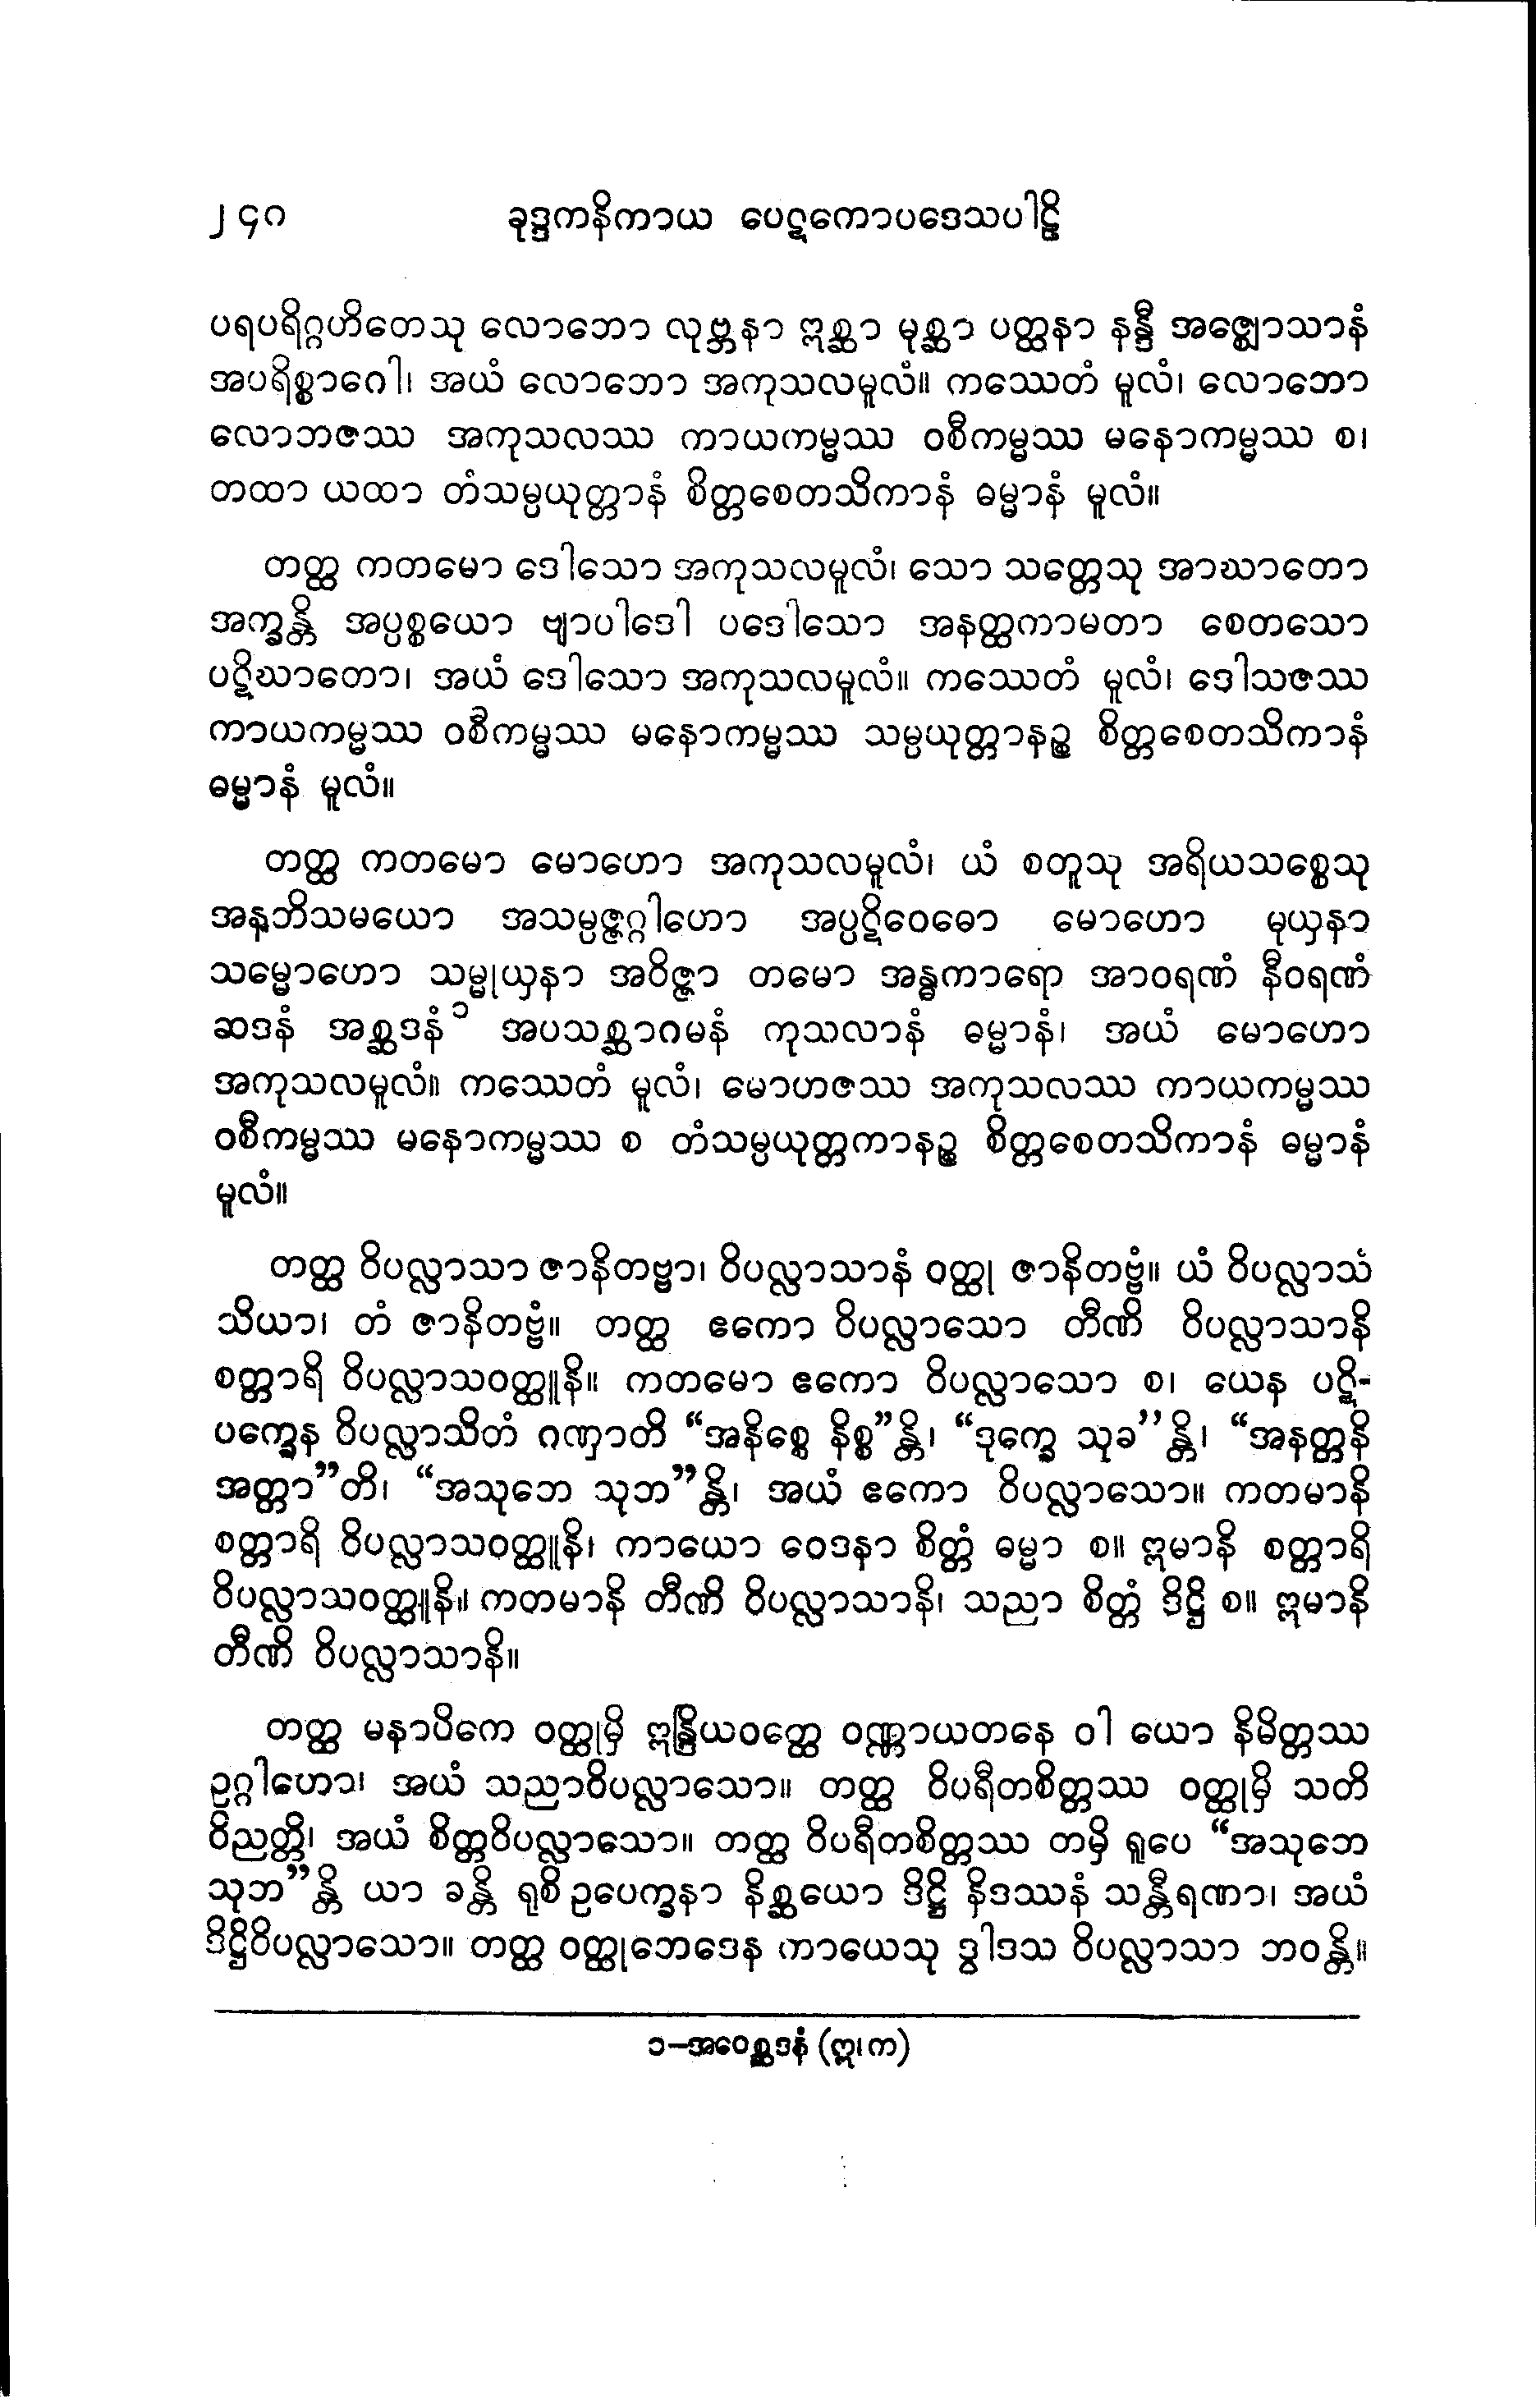 ၂၄၀ ခုဒ္ဒကနိကာယ ပေဋကောပဒေသပါဠိ
ပရပရိဂ္ဂဟိတေသု လောဘော လုဗ္ဘနာ ဣစ္ဆာ မုစ္ဆာ ပတ္ထနာ နန္ဒီ အဇ္ဈောသာနံ
အပရိစ္စာဂေါ၊ အယံ လောဘော အကုသလမူလံ။ ကဿေတံ မူလံ၊ လောဘော
လောဘဇဿ အကုသလဿ ကာယကမ္မဿ ဝစီကမ္မဿ မနောကမ္မဿ စ၊
တထာ ယထာ တံသမ္ပယုတ္တာနံ စိတ္တစေတသိကာနံ ဓမ္မာနံ မူလံ။
တတ္ထ ကတမော ဒေါသော အကုသလမူလံ၊ သော သတ္တေသု အာဃာတော
အက္ခန္တိ အပ္ပစ္စယော ဗျာပါဒေါ ပဒေါသော အနတ္ထကာမတာ စေတသော
ပဋိဃာတော၊ အယံ ဒေါသော အကုသလမူလံ။ ကဿေတံ မူလံ၊ ဒေါသဇဿ
ကာယကမ္မဿ ဝစီကမ္မဿ မနောကမ္မဿ သမ္ပယုတ္တာနဉ္စ စိတ္တစေတသိကာနံ
ဓမ္မာနံ မူလံ။
တတ္ထ ကတမော မောဟော အကုသလမူလံ၊ ယံ စတူသု အရိယသစ္စေသု
အနဘိသမယော အသမ္ပဇ္ဇဂ္ဂါဟော အပ္ပဋိဝေဓော မောဟော မုယှနာ
သမ္မောဟော သမ္မုယှနာ အဝိဇ္ဇာ တမော အန္ဓကာရော အာဝရဏံ နီဝရဏံ
ဆဒနံ အစ္ဆဒနံ၁ အပသစ္ဆာဂမနံ ကုသလာနံ ဓမ္မာနံ၊ အယံ မောဟော
အကုသလမူလံ။ ကဿေတံ မူလံ၊ မောဟဇဿ အကုသလဿ ကာယကမ္မဿ
ဝစီကမ္မဿ မနောကမ္မဿ စ တံသမ္ပယုတ္တကာနဉ္စ စိတ္တစေတသိကာနံ ဓမ္မာနံ
မူလံ။
တတ္ထ ဝိပလ္လာသာ ဇာနိတဗ္ဗာ၊ ဝိပလ္လာသာနံ ဝတ္ထု ဇာနိတဗ္ဗံ။ ယံ ဝိပလ္လာသံ
သိယာ၊ တံ ဇာနိတဗ္ဗံ။ တတ္ထ ဧကော ဝိပလ္လာသော တီဏိ ဝိပလ္လာသာနိ
စတ္တာရိ ဝိပလ္လာသဝတ္ထူနိ။ ကတမော ဧကော ဝိပလ္လာသော စ၊ ယေန ပဋိ-
ပက္ခေန ဝိပလ္လာသိတံ ဂဏှာတိ “အနိစ္စေ နိစ္စ”န္တိ၊ “ဒုက္ခေ သုခ”န္တိ၊ “အနတ္တနိ
အတ္တာ”တိ၊ “အသုဘေ သုဘ”န္တိ၊ အယံ ဧကော ဝိပလ္လာသော။ ကတမာနိ
စတ္တာရိ ဝိပလ္လာသဝတ္ထူနိ၊ ကာယော ဝေဒနာ စိတ္တံ ဓမ္မာ စ။ ဣမာနိ စတ္တာရိ
ဝိပလ္လာသဝတ္ထူနိ။ ကတမာနိ တီဏိ ဝိပလ္လာသာနိ၊ သညာ စိတ္တံ ဒိဋ္ဌိ စ။ ဣမာနိ
တီဏိ ဝိပလ္လာသာနိ။
တတ္ထ မနာပိကေ ဝတ္ထုမှိ ဣန္ဒြိယဝတ္ထေ ဝဏ္ဏာယတနေ ဝါ ယော နိမိတ္တဿ
ဥဂ္ဂါဟော၊ အယံ သညာဝိပလ္လာသော။ တတ္ထ ဝိပရီတစိတ္တဿ ဝတ္ထုမှိ သတိ
ဝိညတ္တိ၊ အယံ စိတ္တဝိပလ္လာသော။ တတ္ထ ဝိပရီတစိတ္တဿ တမှိ ရူပေ “အသုဘေ
သုဘ”န္တိ ယာ ခန္တိ ရုစိ ဥပေက္ခနာ နိစ္ဆယော ဒိဋ္ဌိ နိဒဿနံ သန္တီရဏာ၊ အယံ
ဒိဋ္ဌိဝိပလ္လာသော။ တတ္ထ ဝတ္ထုဘေဒေန ကာယေသု ဒွါဒသ ဝိပလ္လာသာ ဘဝန္တိ။
၁–အဝေစ္ဆဒနံ (ဣ၊ က)